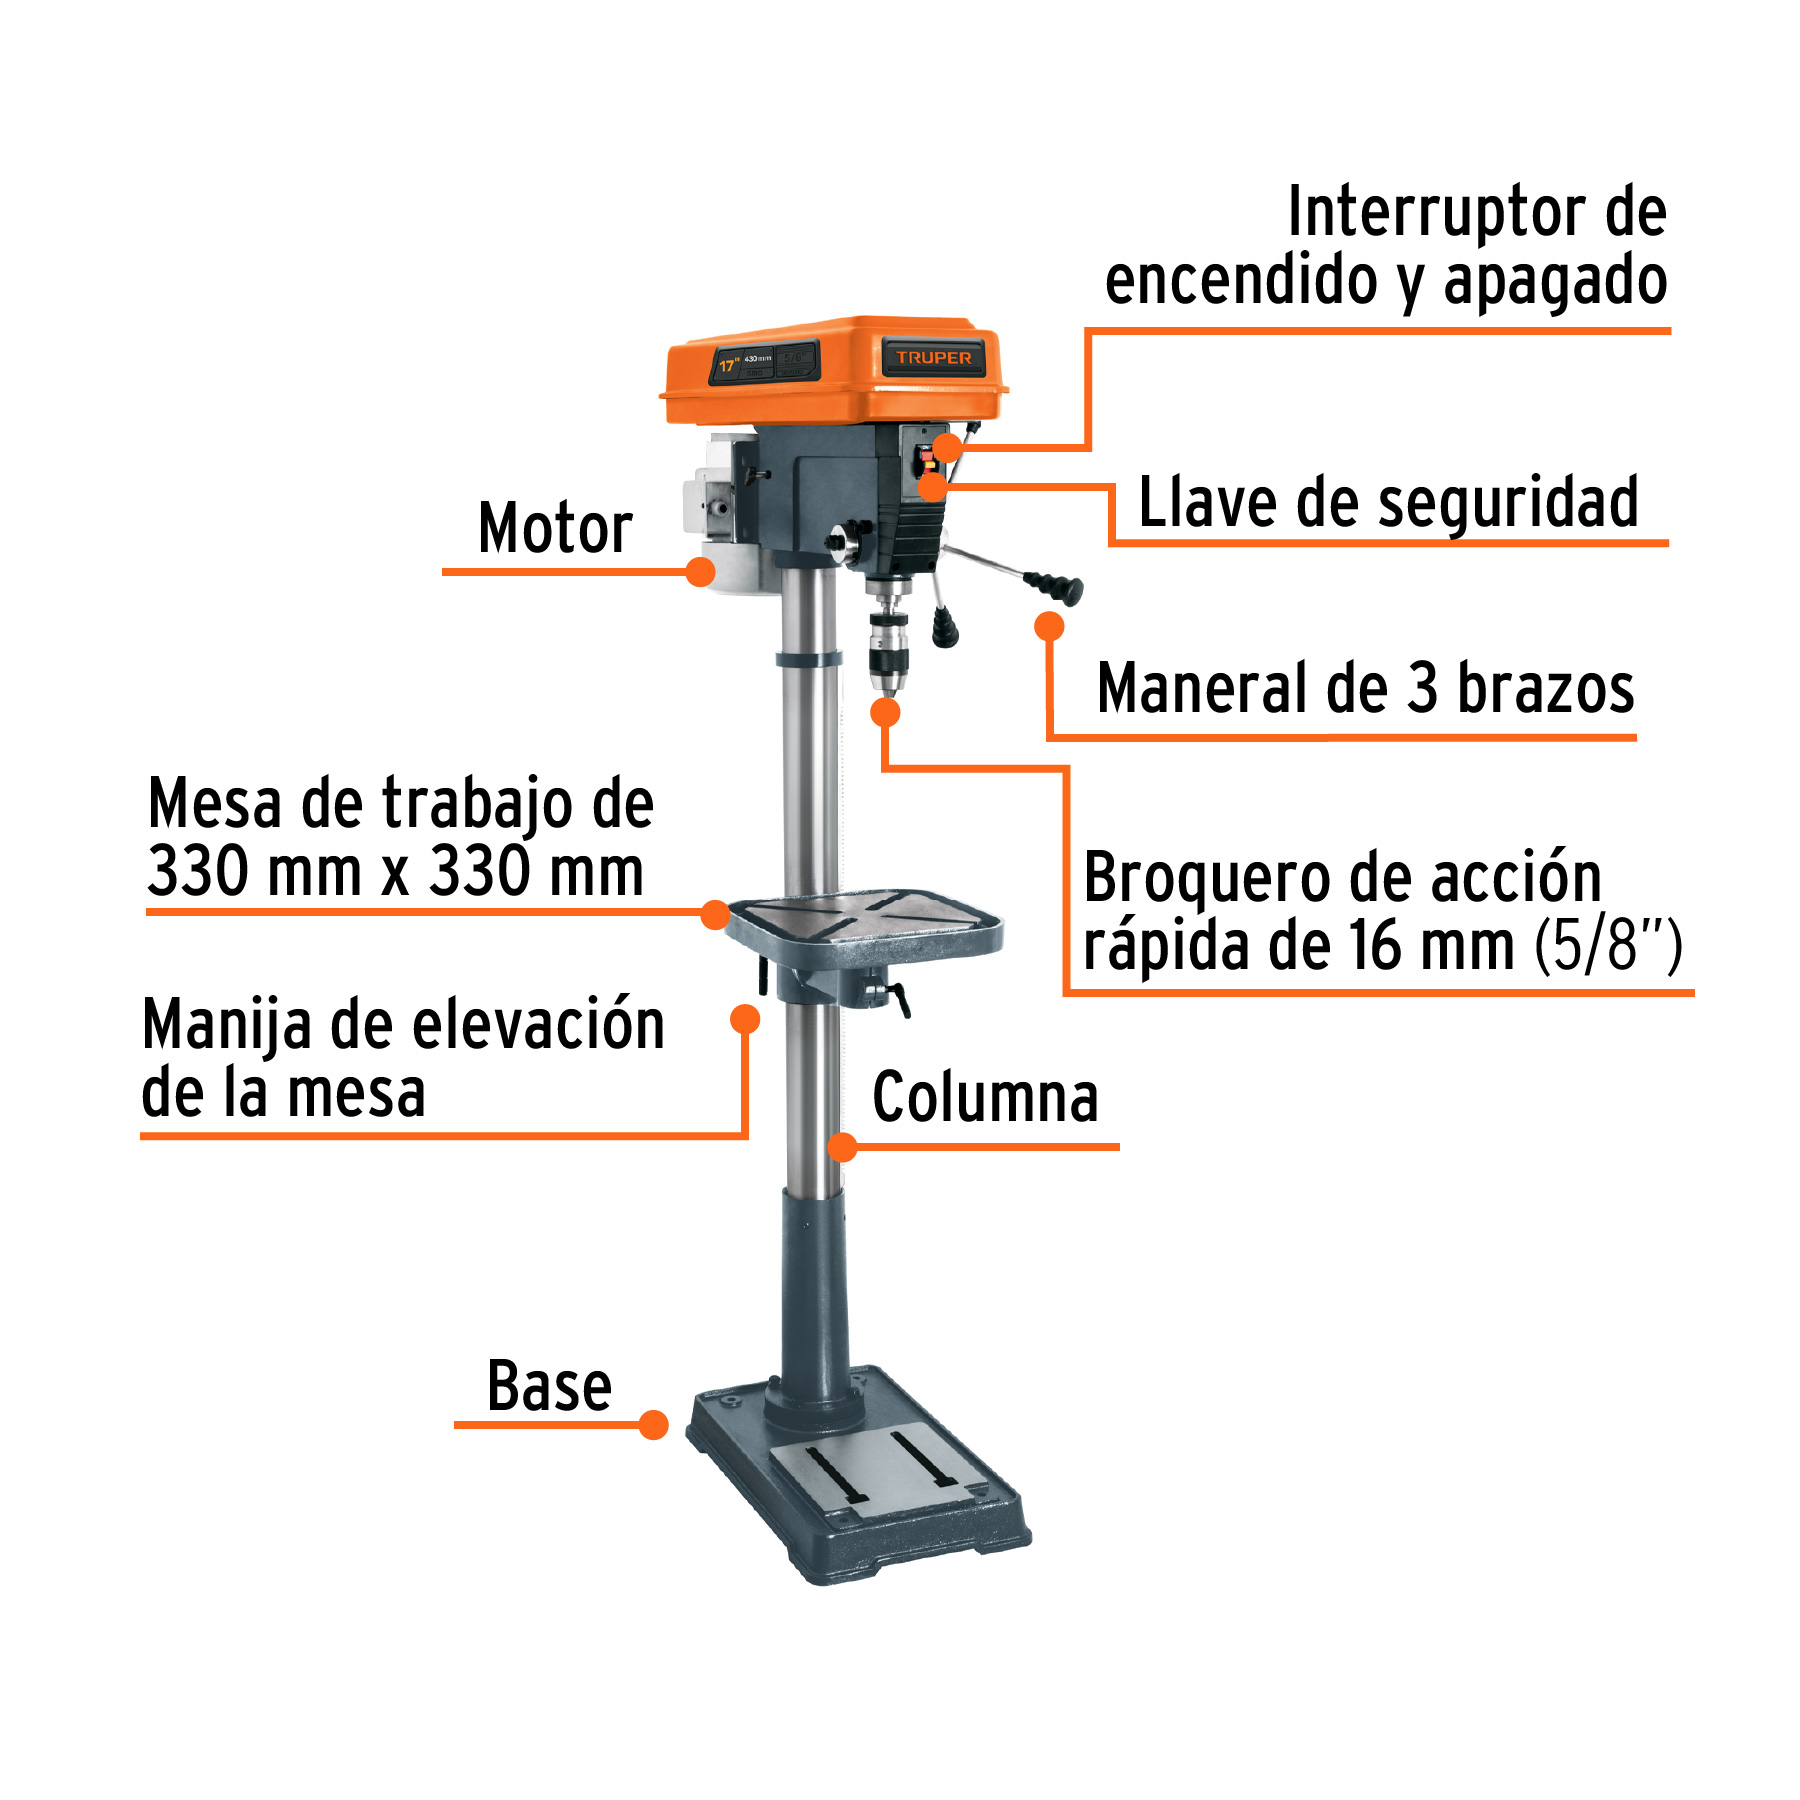 Interruptor de
encendido y apagado
TRUPER
17" 430 mm 5/8"
Llave de seguridad
Motor
Maneral de 3 brazos
Mesa de trabajo de
330 mm x 330 mm
Broquero de acción
rápida de 16 mm (5/8”)
Manija de elevación
de la mesa
Columna
Base